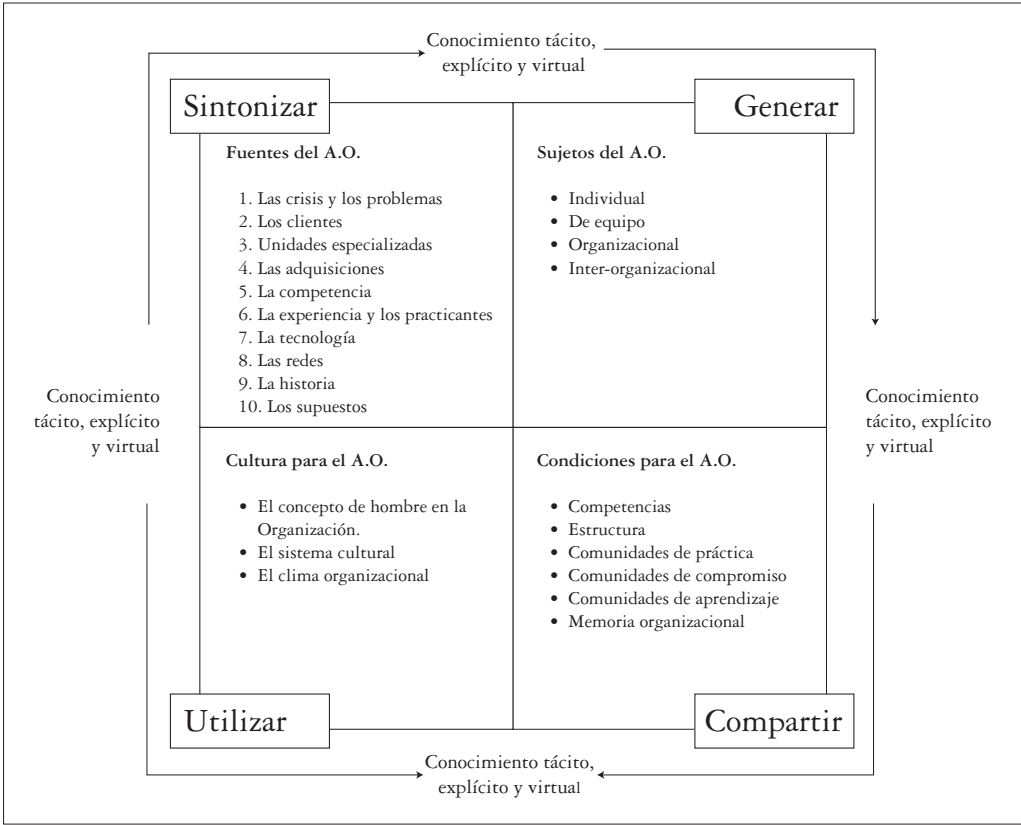 Conocimiento tácito,
explícito y virtual
Sintonizar
Generar
Fuentes del A.O.
1. Las crisis y los problemas
2. Los clientes
3. Unidades especializadas
4. Las adquisiciones
5. La competencia
6. La experiencia y los practicantes
7. La tecnología
8. Las redes
9. La historia
10. Los supuestos
Sujetos del A.O.
• Individual
• De equipo
• Organizacional
• Inter-organizacional
Conocimiento
tácito, explícito
y virtual
Conocimiento
tácito, explícito
y virtual
Cultura para el A.O.
• El concepto de hombre en la
Organización.
• El sistema cultural
• El clima organizacional
Condiciones para el A.O.
• Competencias
• Estructura
• Comunidades de práctica
• Comunidades de compromiso
• Comunidades de aprendizaje
• Memoria organizacional
Utilizar
Compartir
Conocimiento tácito,
explícito y virtual